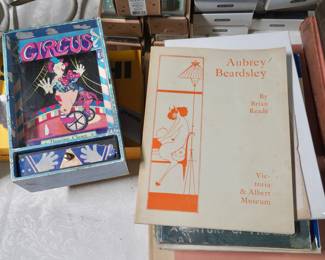 CIRCUS
Aubrey
Beardsley
By
Brian
Reade
Vic-
toria
& Albert
Museum